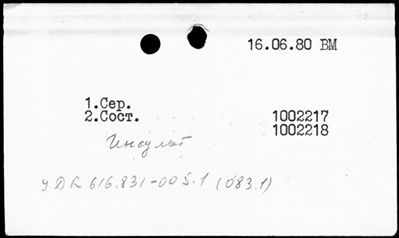 16.06.80 ВМ
1.Сер.
2.Сост. 1002217
1002218
Инсульт
УДК 616.831-005.1 (083.1)